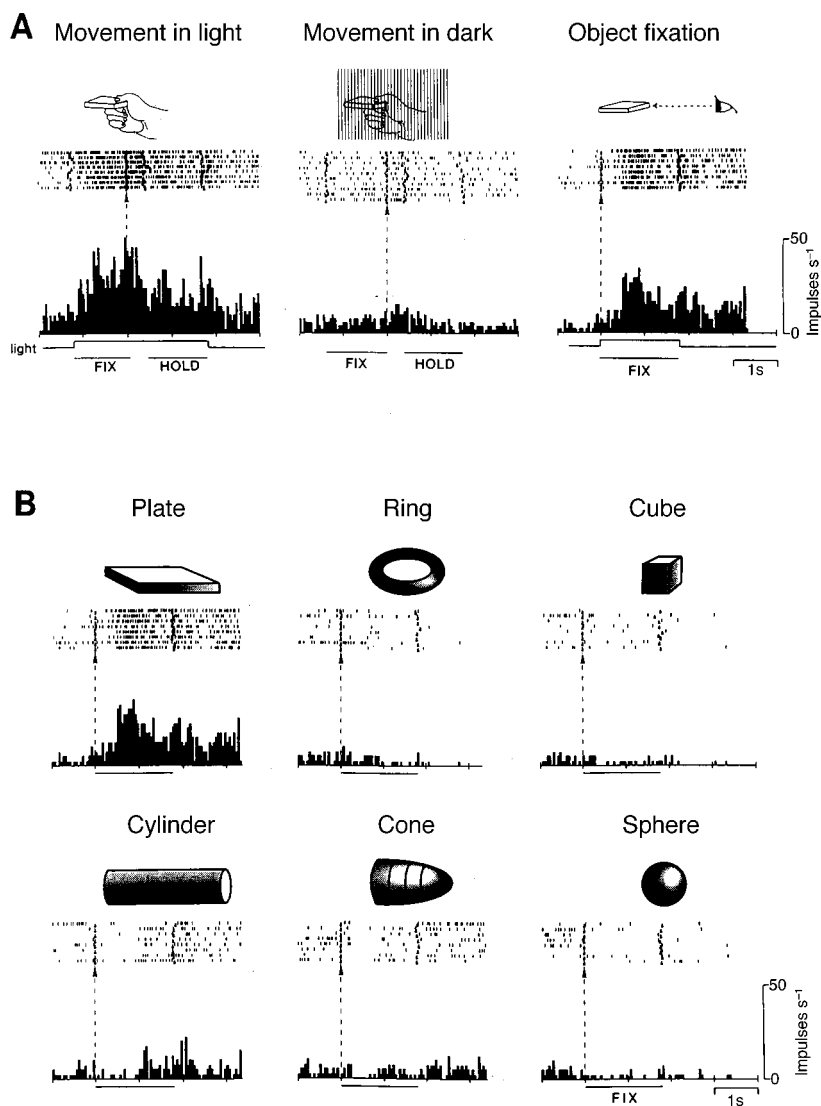 A
Movement in light
Movement in dark
Object fixation
50
0
Impulses s⁻¹
light
FIX
HOLD
FIX
HOLD
FIX
1s
B
Plate
Ring
Cube
Cylinder
Cone
Sphere
50
0
Impulses s⁻¹
FIX
1s